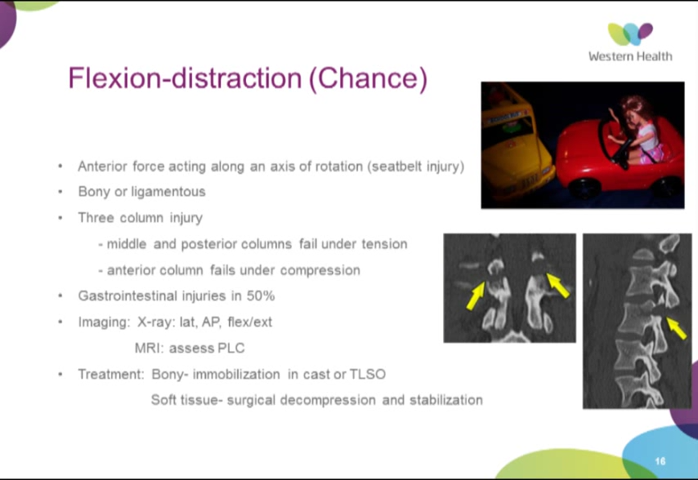 Western Health
Flexion-distraction (Chance)
• Anterior force acting along an axis of rotation (seatbelt injury)
• Bony or ligamentous
• Three column injury
- middle and posterior columns fail under tension
- anterior column fails under compression
• Gastrointestinal injuries in 50%
• Imaging: X-ray: lat, AP, flex/ext
MRI: assess PLC
• Treatment: Bony- immobilization in cast or TLSO
Soft tissue- surgical decompression and stabilization
16